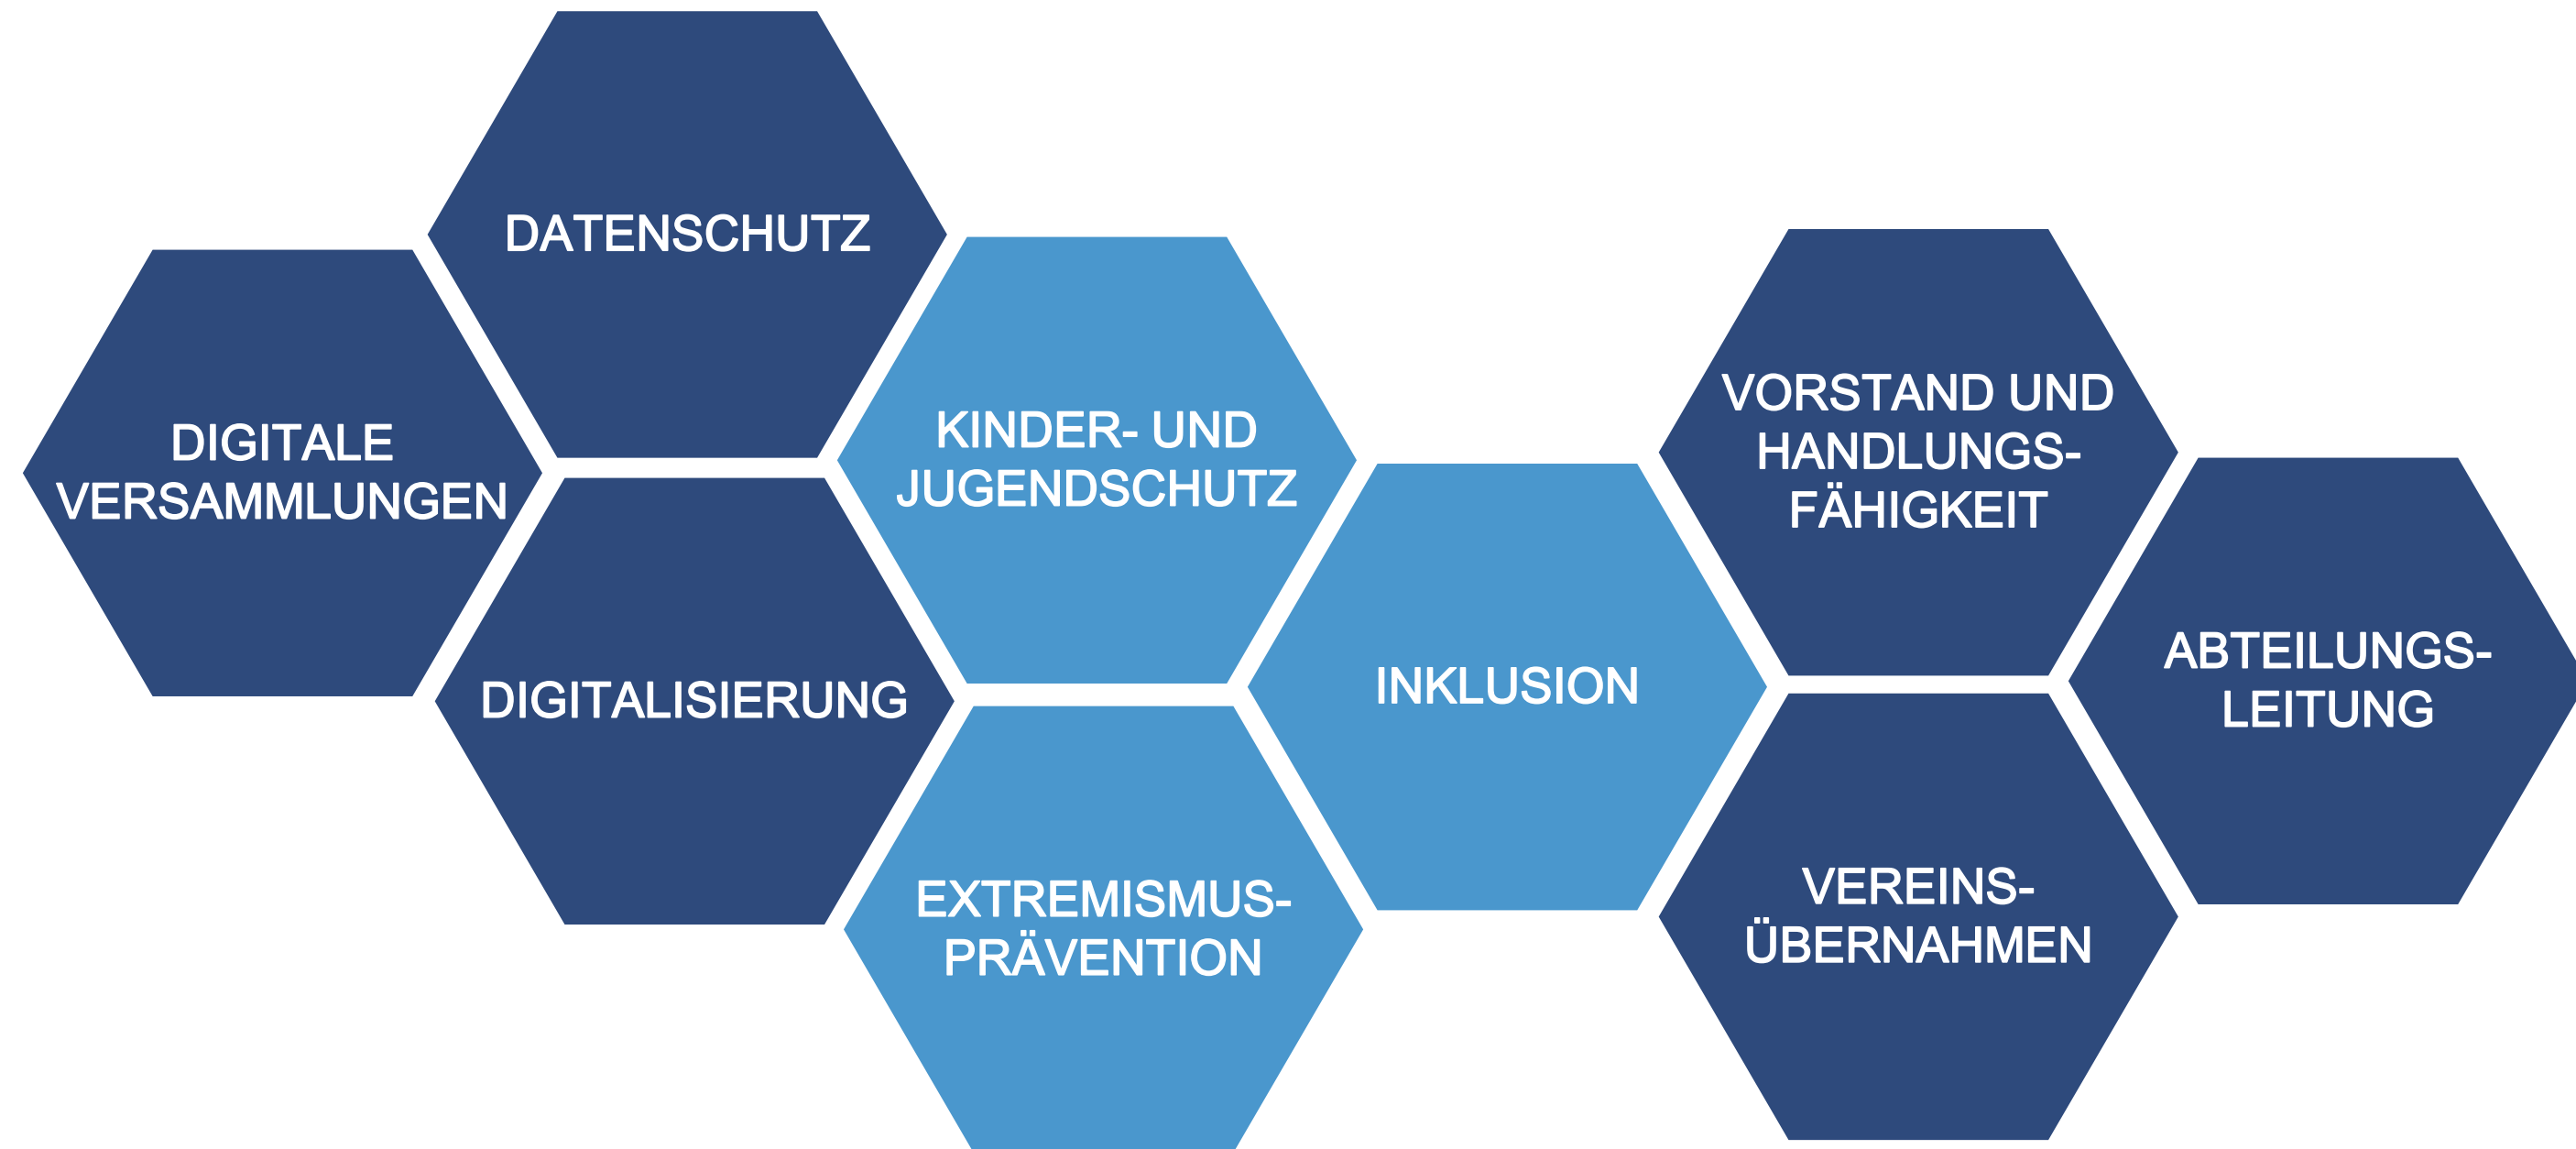 DATENSCHUTZ
DIGITALE
VERSAMMLUNGEN
DIGITALISIERUNG
KINDER- UND
JUGENDSCHUTZ
EXTREMISMUS-
PRÄVENTION
INKLUSION
VORSTAND UND
HANDLUNGS-
FÄHIGKEIT
VEREINS-
ÜBERNAHMEN
ABTEILUNGS-
LEITUNG